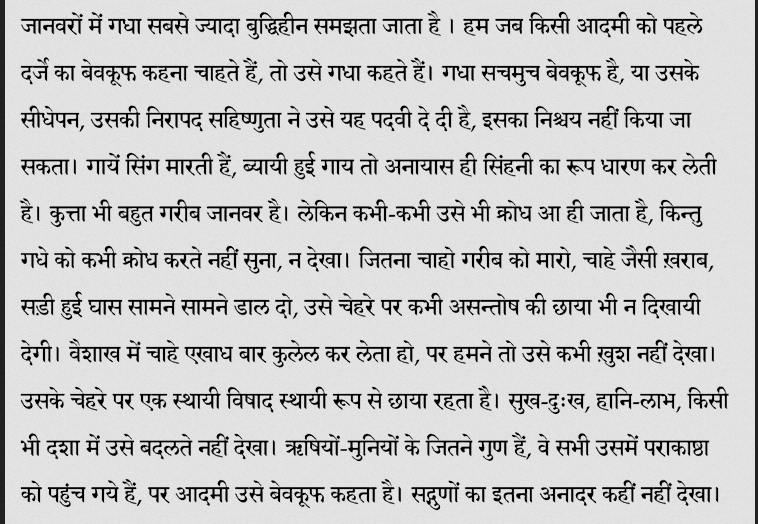 जानवरों में गधा सबसे ज्यादा बुद्धिहीन समझता जाता है । हम जब किसी आदमी को पहले
दर्जे का बेवकूफ कहना चाहते हैं, तो उसे गधा कहते हैं। गधा सचमुच बेवकूफ है, या उसके
सीधेपन, उसकी निरापद सहिष्णुता ने उसे यह पदवी दे दी है, इसका निश्चय नहीं किया जा
सकता। गायें सिंग मारती हैं, ब्यायी हुई गाय तो अनायास ही सिंहनी का रूप धारण कर लेती
है। कुत्ता भी बहुत गरीब जानवर है। लेकिन कभी-कभी उसे भी क्रोध आ ही जाता है, किन्तु
गधे को कभी क्रोध करते नहीं सुना, न देखा। जितना चाहो गरीब को मारो, चाहे जैसी ख़राब,
सड़ी हुई घास सामने सामने डाल दो, उसे चेहरे पर कभी असन्तोष की छाया भी न दिखायी
देगी। वैशाख में चाहे एखाध बार कुलेल कर लेता हो, पर हमने तो उसे कभी ख़ुश नहीं देखा।
उसके चेहरे पर एक स्थायी विषाद स्थायी रूप से छाया रहता है। सुख-दुःख, हानि-लाभ, किसी
भी दशा में उसे बदलते नहीं देखा। ऋषियों-मुनियों के जितने गुण हैं, वे सभी उसमें पराकाष्ठा
को पहुंच गये हैं, पर आदमी उसे बेवकूफ कहता है। सद्गुणों का इतना अनादर कहीं नहीं देखा।